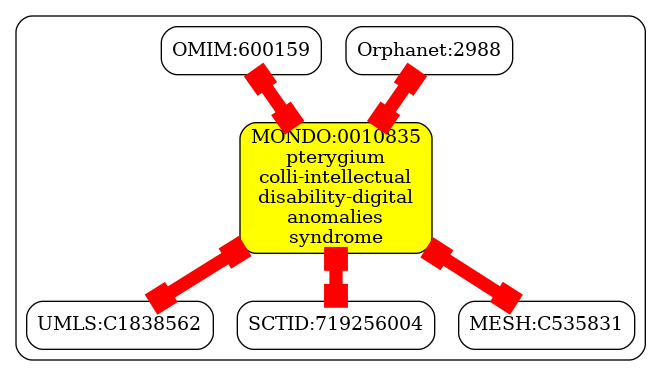 OMIM:600159
Orphanet:2988
MONDO:0010835
pterygium
colli-intellectual
disability-digital
anomalies
syndrome
UMLS:C1838562
SCTID:719256004
MESH:C535831